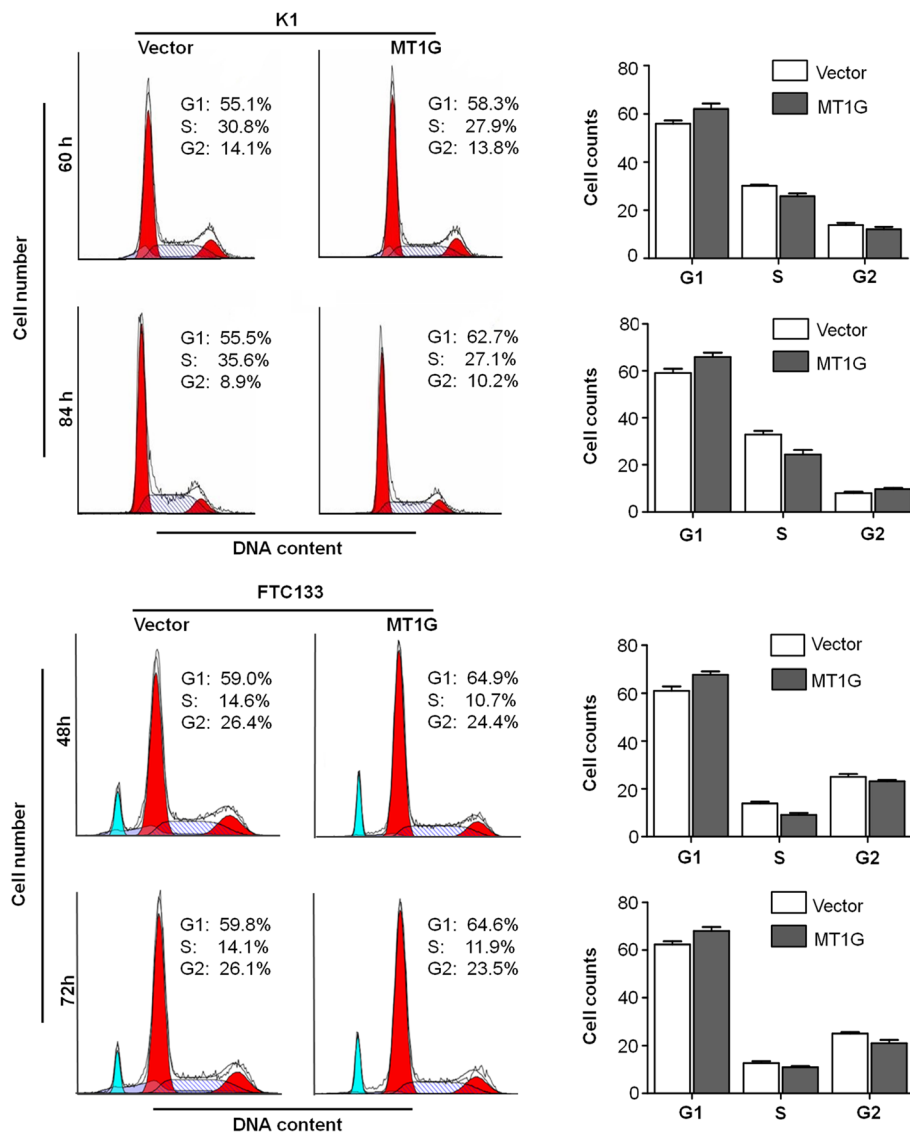 K1
Vector
MT1G
Cell number
60 h
G1: 55.1%
S: 30.8%
G2: 14.1%
G1: 58.3%
S: 27.9%
G2: 13.8%
Cell counts
80
60
40
20
0
G1 S G2
Vector
MT1G
84 h
G1: 55.5%
S: 35.6%
G2: 8.9%
G1: 62.7%
S: 27.1%
G2: 10.2%
DNA content
Cell counts
80
60
40
20
0
G1 S G2
Vector
MT1G
FTC133
Vector
MT1G
Cell number
48h
G1: 59.0%
S: 14.6%
G2: 26.4%
G1: 64.9%
S: 10.7%
G2: 24.4%
Cell counts
80
60
40
20
0
G1 S G2
Vector
MT1G
72h
G1: 59.8%
S: 14.1%
G2: 26.1%
G1: 64.6%
S: 11.9%
G2: 23.5%
DNA content
Cell counts
80
60
40
20
0
G1 S G2
Vector
MT1G